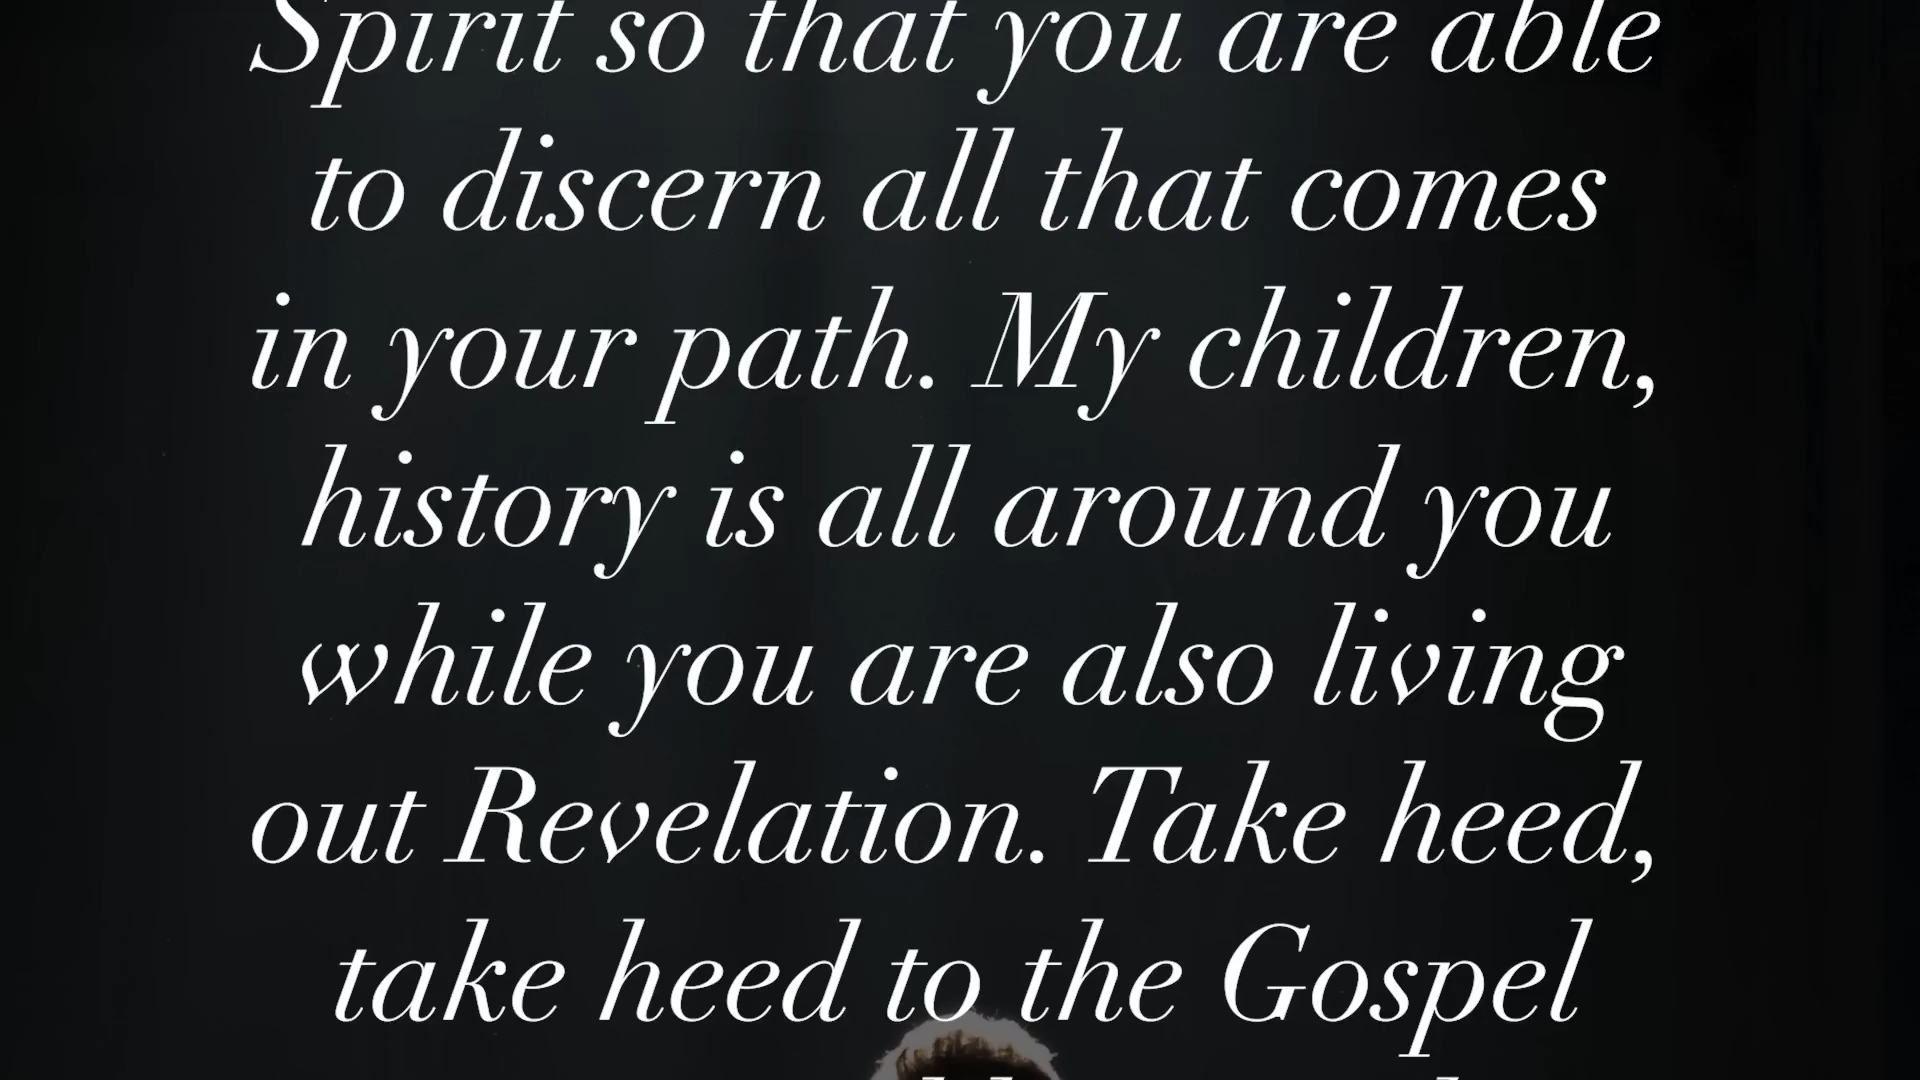 Spirit so that you are able
to discern all that comes
in your path. My children,
history is all around you
while you are also living
out Revelation. Take heed,
take heed to the Gospel